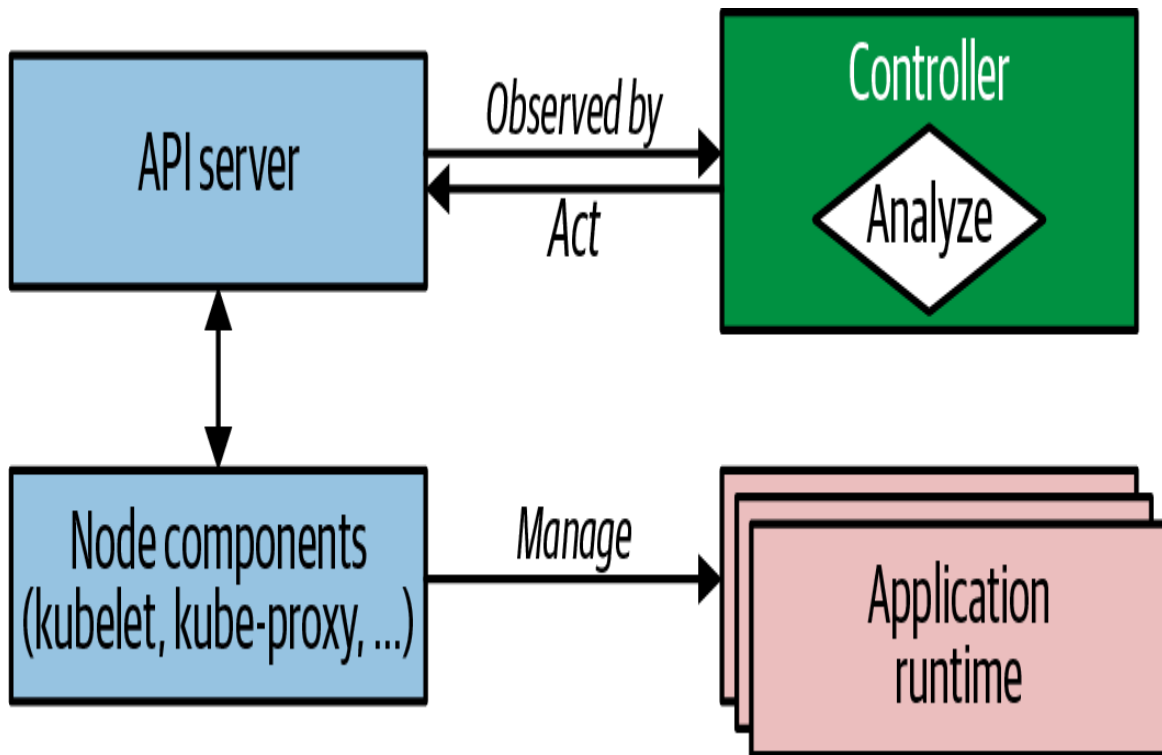 API server
Observed by
Act
Controller
Analyze
Node components
(kubelet, kube-proxy, ...)
Manage
Application
runtime